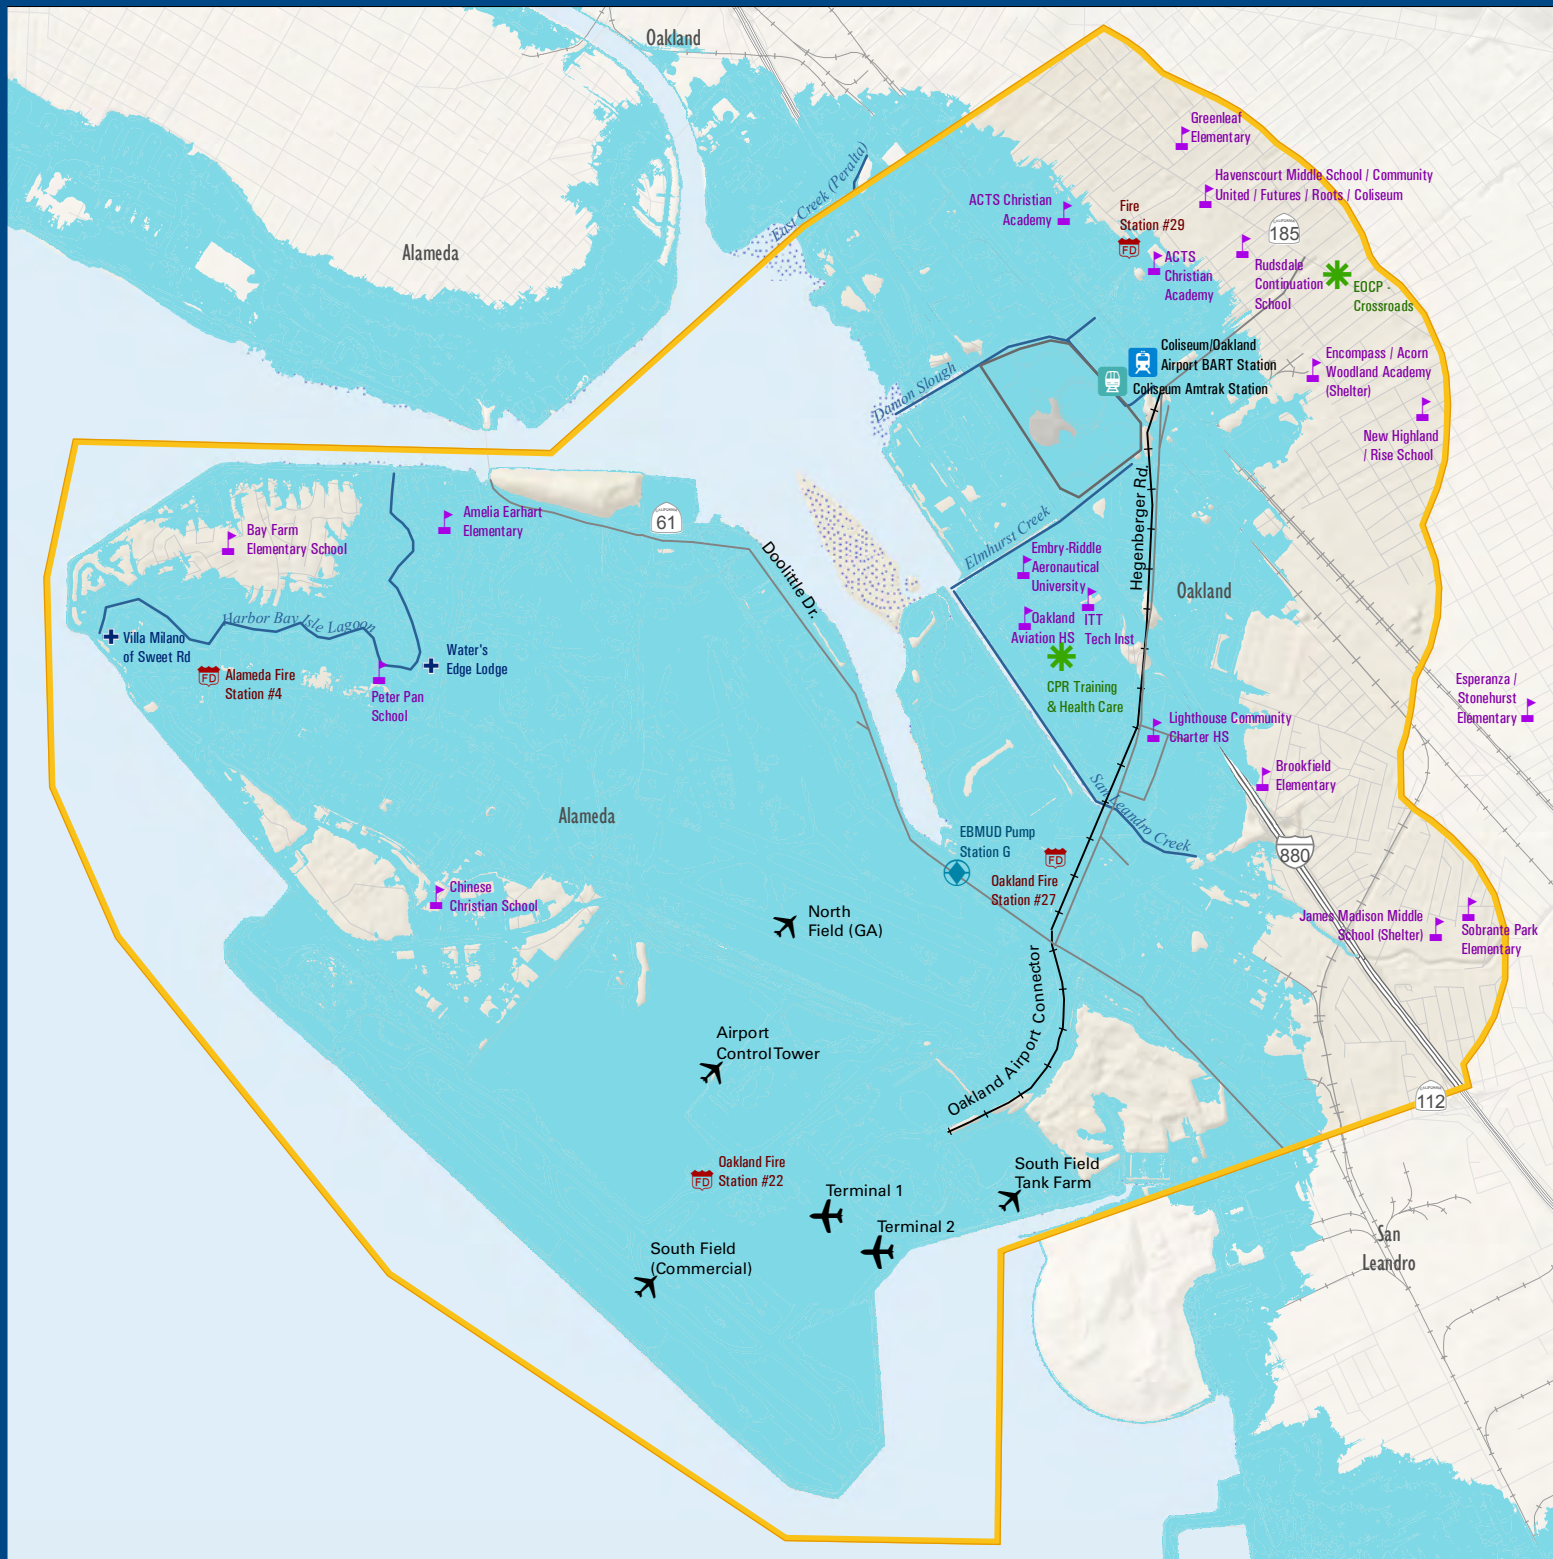 Oakland
Greenleaf
Elementary
Havenscourt Middle School / Community
United / Futures / Roots / Coliseum
East Creek (Peralta)
ACTS Christian
Academy
Fire
Station #29
FD
CALIFORNIA
185
Alameda
ACTS
Christian
Academy
Rudsdale
Continuation
School
EOCP -
Crossroads
Coliseum/Oakland
Airport BART Station
Coliseum Amtrak Station
Encompass / Acorn
Woodland Academy
(Shelter)
Damon Slough
New Highland
/ Rise School
Hegenberger Rd.
Amelia Earhart
Elementary
CALIFORNIA
61
Bay Farm
Elementary School
Doolittle Dr.
Elmhurst Creek
Embry-Riddle
Aeronautical
University
Oakland
Oakland
Aviation HS
ITT
Tech Inst
Harbor Bay Isle Lagoon
Villa Milano
of Sweet Rd
Water's
Edge Lodge
FD
Alameda Fire
Station #4
Peter Pan
School
CPR Training
& Health Care
Esperanza /
Stonehurst
Elementary
Lighthouse Community
Charter HS
Brookfield
Elementary
San Leandro Creek
Alameda
EBMUD Pump
Station G
FD
Oakland Fire
Station #27
880
Chinese
Christian School
North
Field (GA)
James Madison Middle
School (Shelter)
Sobrante Park
Elementary
Oakland Airport Connector
Airport
Control Tower
CALIFORNIA
112
FD
Oakland Fire
Station #22
South Field
Tank Farm
Terminal 1
Terminal 2
South Field
(Commercial)
San
Leandro